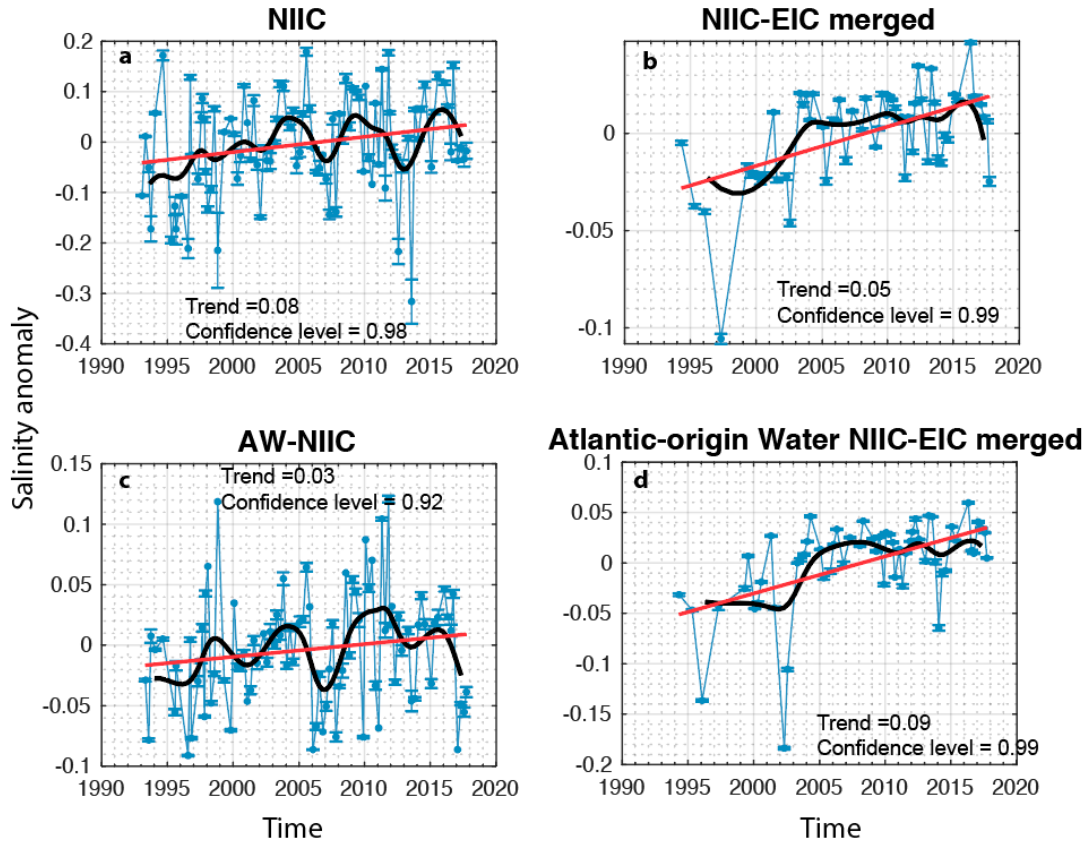 NIIC
NIIC-EIC merged
a
0.2
0.1
0
-0.1
-0.2
-0.3
-0.4
Trend =0.08
Confidence level = 0.98
1990 1995 2000 2005 2010 2015 2020
b
0
-0.05
-0.1
Trend =0.05
Confidence level = 0.99
1990 1995 2000 2005 2010 2015 2020
Salinity anomaly
AW-NIIC
Atlantic-origin Water NIIC-EIC merged
c
Trend =0.03
Confidence level = 0.92
0.15
0.1
0.05
0
-0.05
-0.1
1990 1995 2000 2005 2010 2015 2020
d
0.1
0.05
0
-0.05
-0.1
-0.15
-0.2
Trend =0.09
Confidence level = 0.99
1990 1995 2000 2005 2010 2015 2020
Time
Time